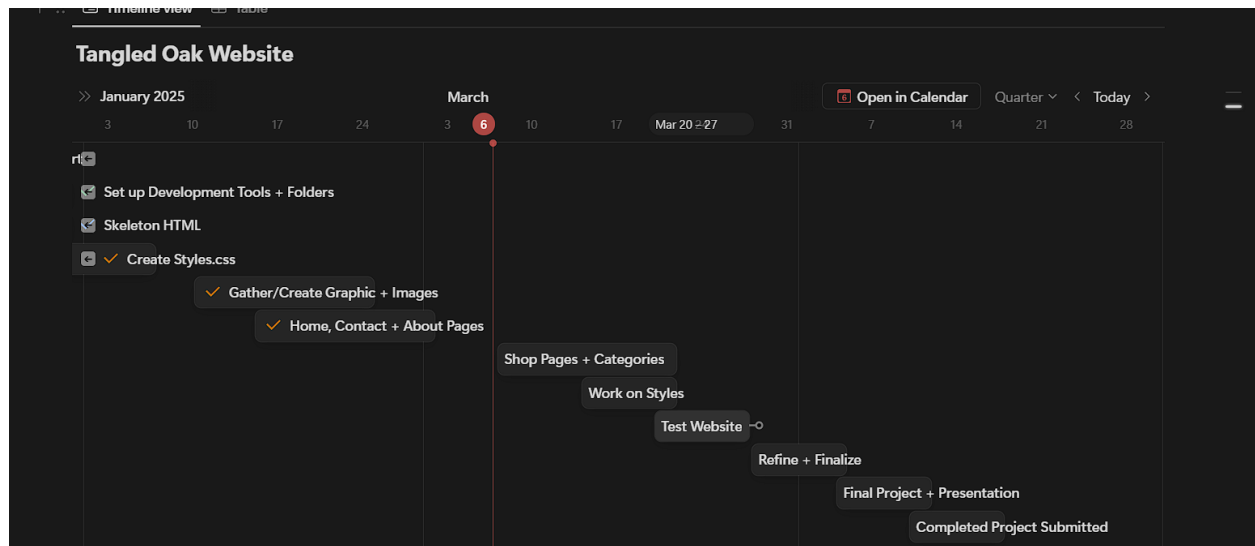 Timeline view Table
Tangled Oak Website
January 2025 March Open in Calendar Quarter Today
3 10 17 24 3 6 10 17 Mar 20 → 27 31 7 14 21 28
Set up Development Tools + Folders
Skeleton HTML
Create Styles.css
Gather/Create Graphic + Images
Home, Contact + About Pages
Shop Pages + Categories
Work on Styles
Test Website
Refine + Finalize
Final Project + Presentation
Completed Project Submitted